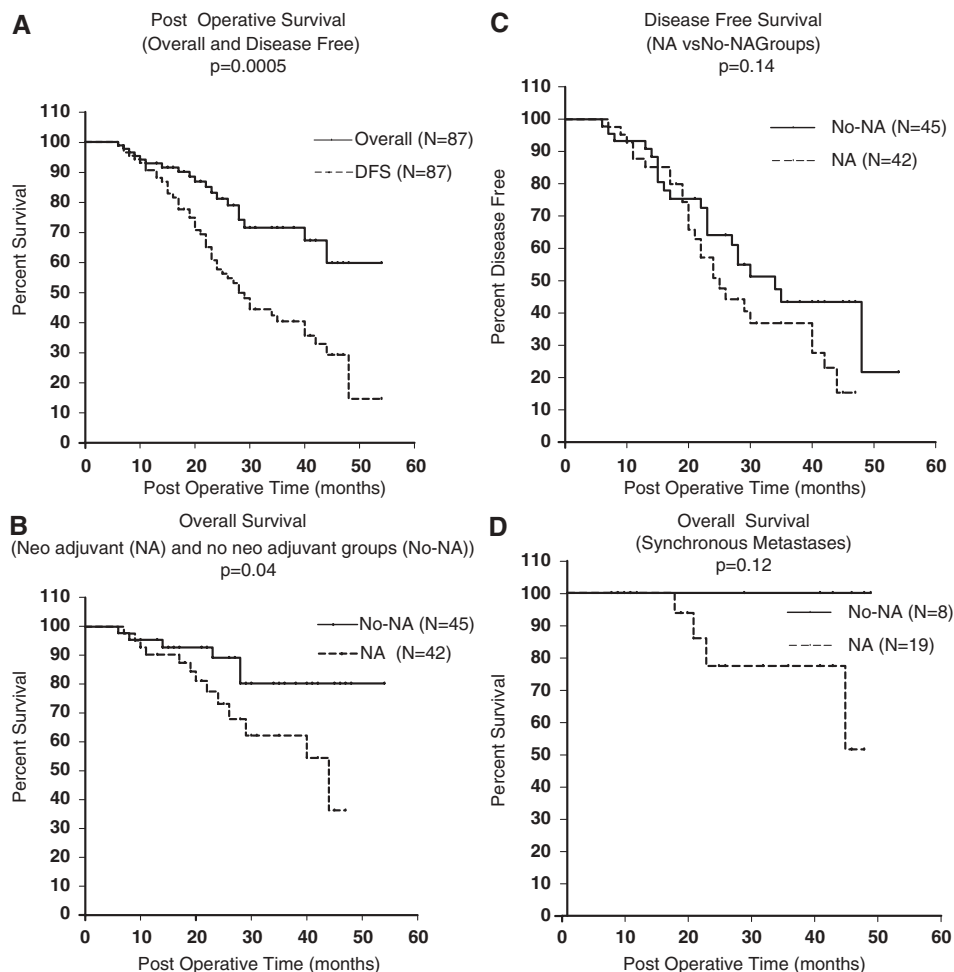 A
Post Operative Survival
(Overall and Disease Free)
p=0.0005
110
100
90
80
70
60
50
40
30
20
10
0
Percent Survival
Overall (N=87)
DFS (N=87)
0 10 20 30 40 50 60
Post Operative Time (months)
B
Overall Survival
(Neo adjuvant (NA) and no neo adjuvant groups (No-NA))
p=0.04
110
100
90
80
70
60
50
40
30
20
10
0
Percent Survival
No-NA (N=45)
NA (N=42)
0 10 20 30 40 50 60
Post Operative Time (months)
C
Disease Free Survival
(NA vsNo-NAGroups)
p=0.14
110
100
90
80
70
60
50
40
30
20
10
0
Percent Disease Free
No-NA (N=45)
NA (N=42)
0 10 20 30 40 50 60
Post Operative Time (months)
D
Overall Survival
(Synchronous Metastases)
p=0.12
110
100
90
80
70
60
50
40
30
20
10
0
Percent Survival
No-NA (N=8)
NA (N=19)
10 20 30 40 50 60
Post Operative Time (months)